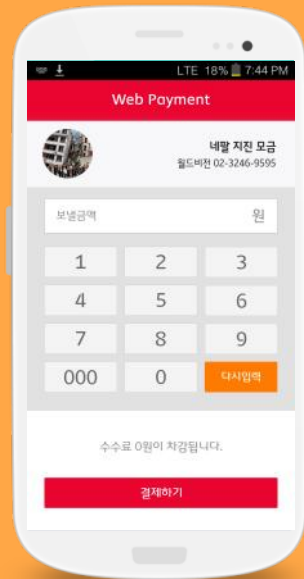 LTE 18% 7:44 PM
Web Payment
네팔 지진 모금
월드비전 02-3246-9595
보낼금액 원
1 2 3
4 5 6
7 8 9
000 0 다시입력
수수료 0원이 차감됩니다.
결제하기